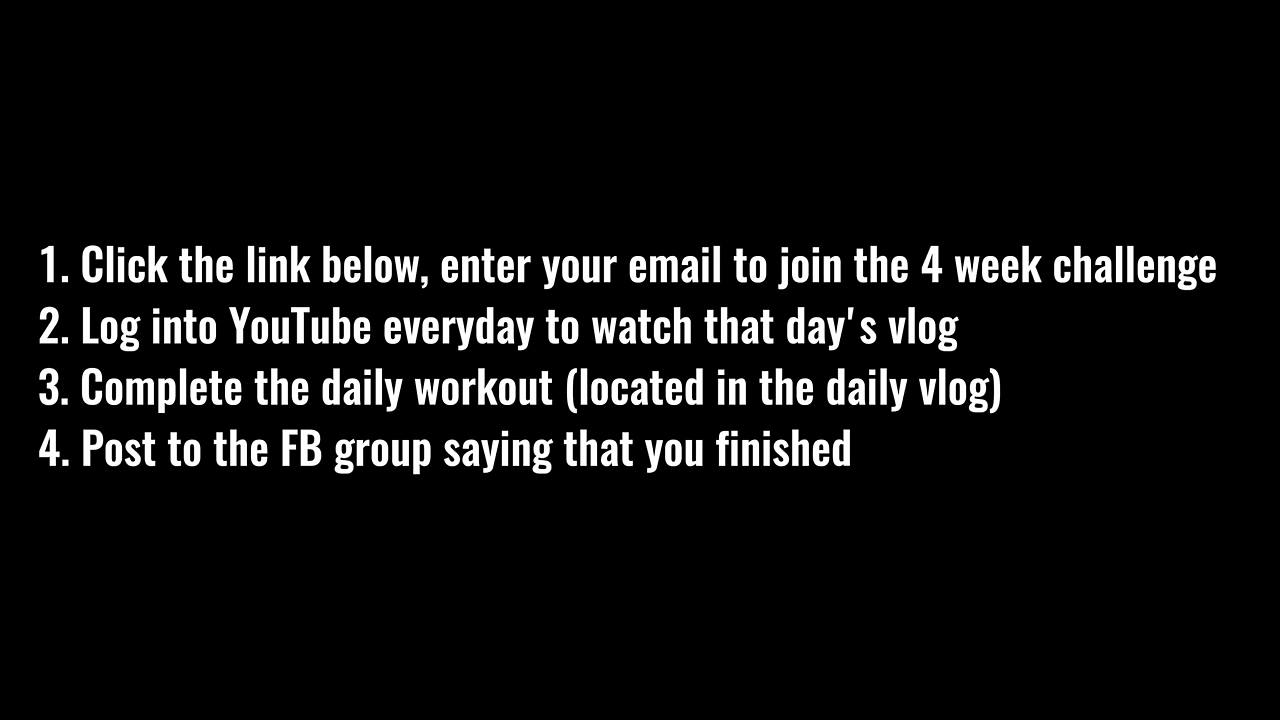 1. Click the link below, enter your email to join the 4 week challenge
2. Log into YouTube everyday to watch that day's vlog
3. Complete the daily workout (located in the daily vlog)
4. Post to the FB group saying that you finished